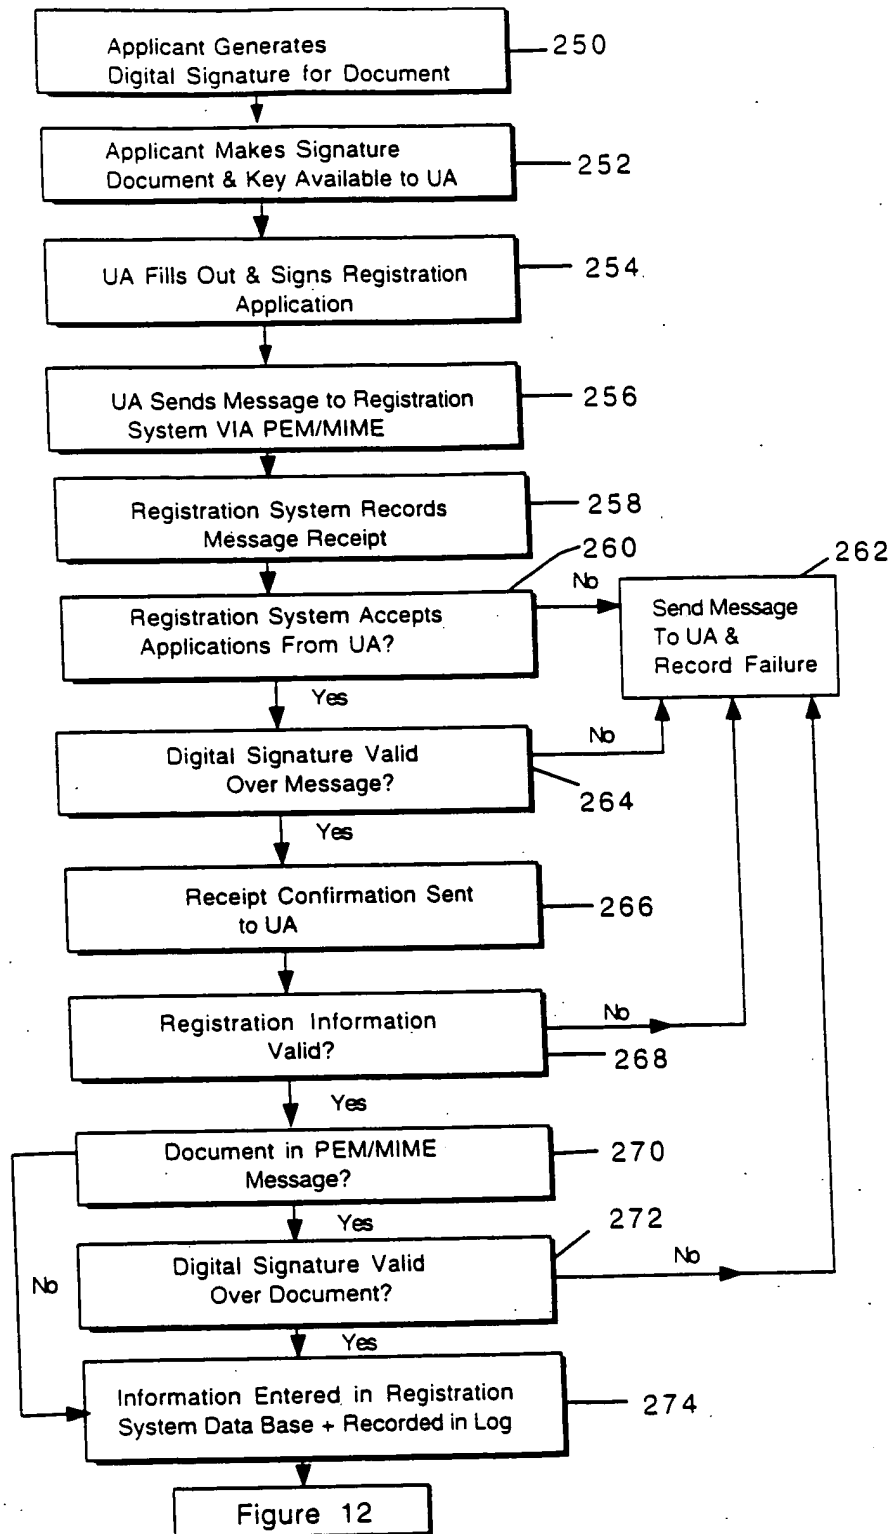 Applicant Generates
Digital Signature for Document
250
Applicant Makes Signature
Document & Key Available to UA
252
UA Fills Out & Signs Registration
Application
254
UA Sends Message to Registration
System VIA PEM/MIME
256
Registration System Records
Message Receipt
258
260
262
Registration System Accepts
Applications From UA?
No
Send Message
To UA &
Record Failure
Yes
Digital Signature Valid
Over Message?
No
264
Yes
Receipt Confirmation Sent
to UA
266
Registration Information
Valid?
No
268
Yes
Document in PEM/MIME
Message?
270
Yes
272
No
Digital Signature Valid
Over Document?
No
Yes
Information Entered in Registration
System Data Base + Recorded in Log
274
Figure 12